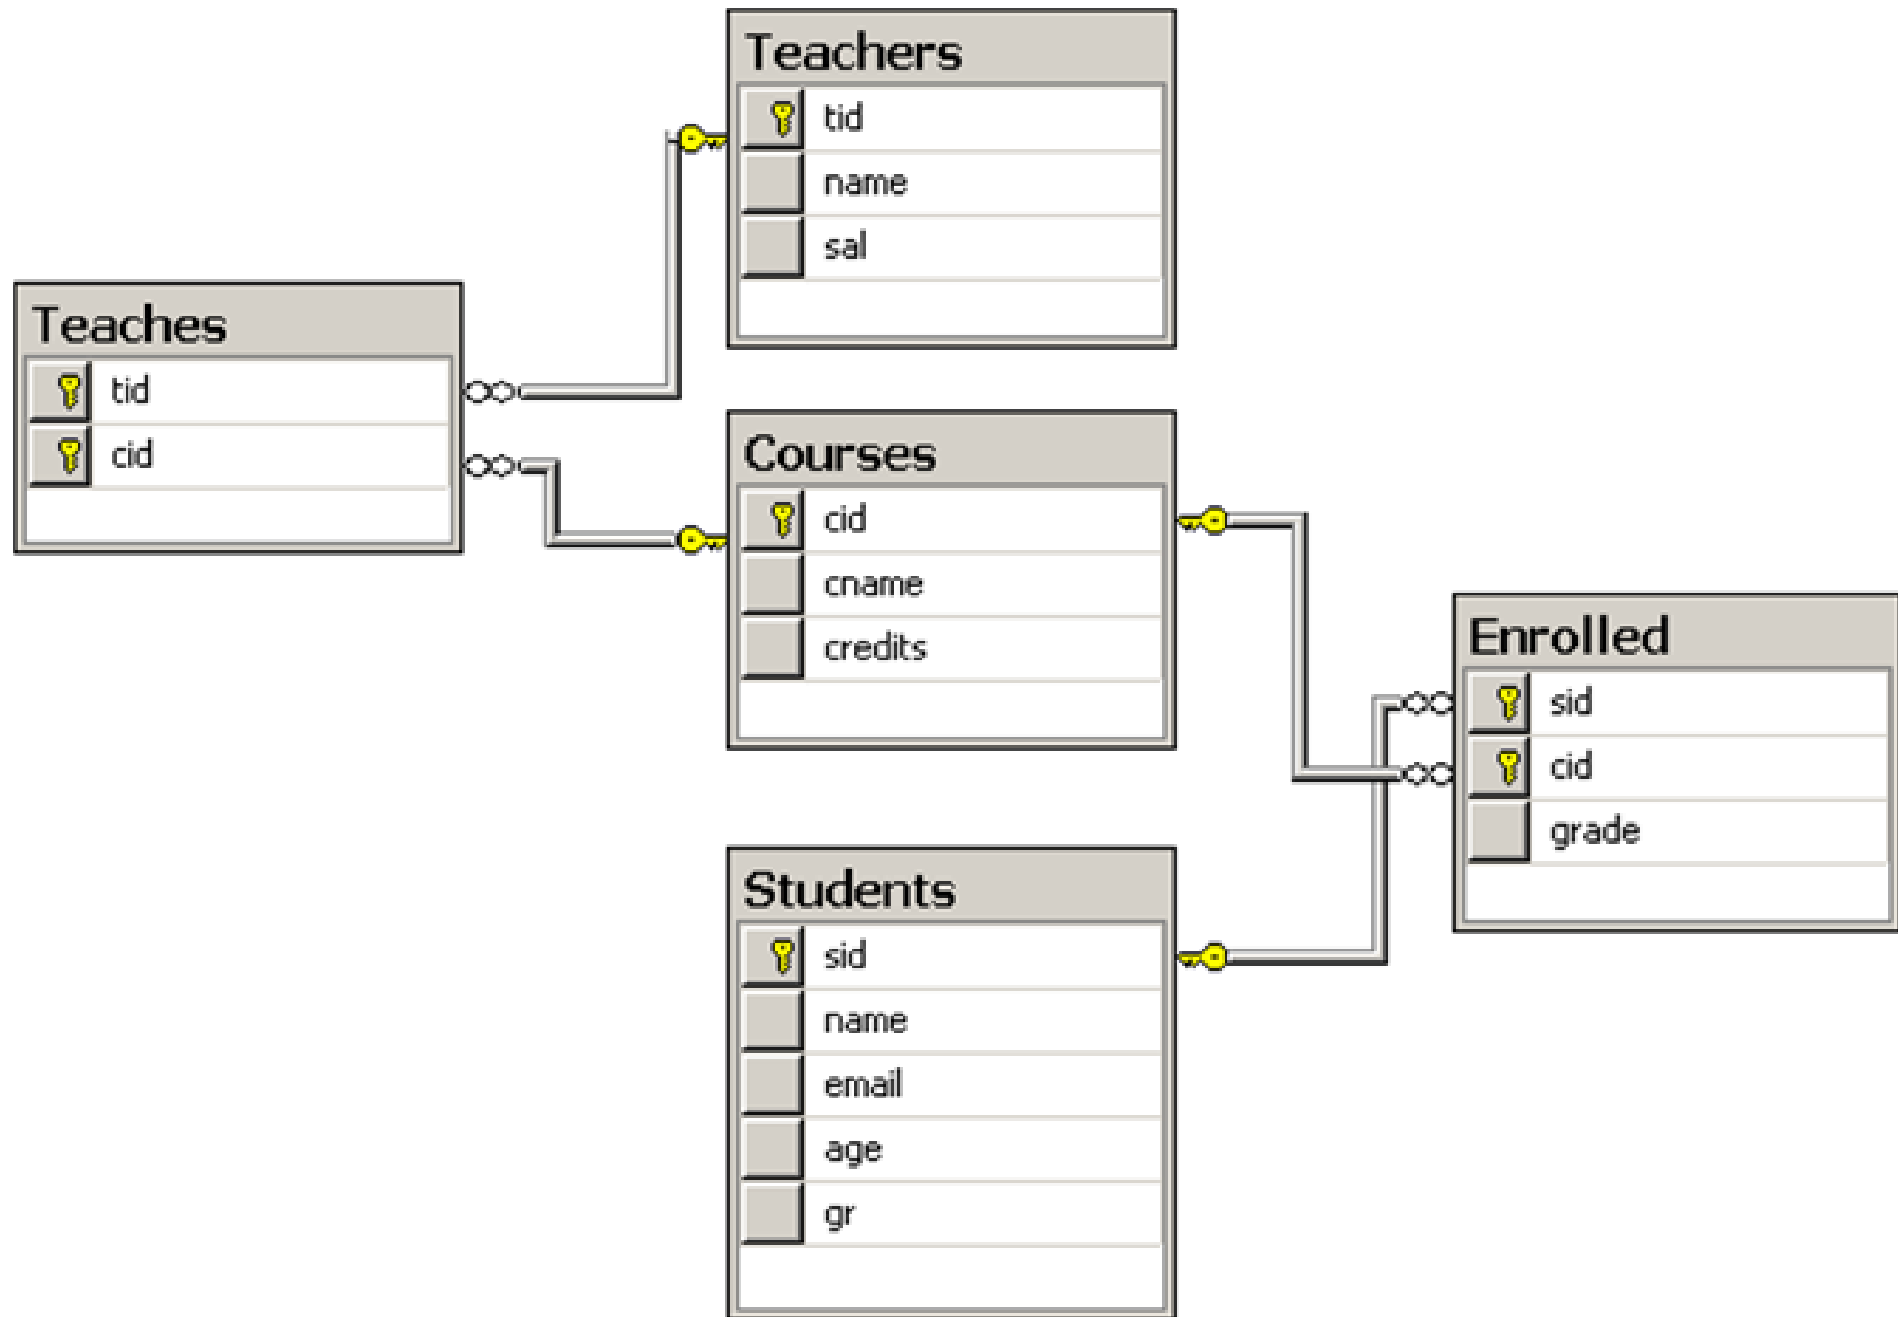 Teachers
tid
name
sal
Teaches
tid
cid
Courses
cid
cname
credits
Enrolled
sid
cid
grade
Students
sid
name
email
age
gr